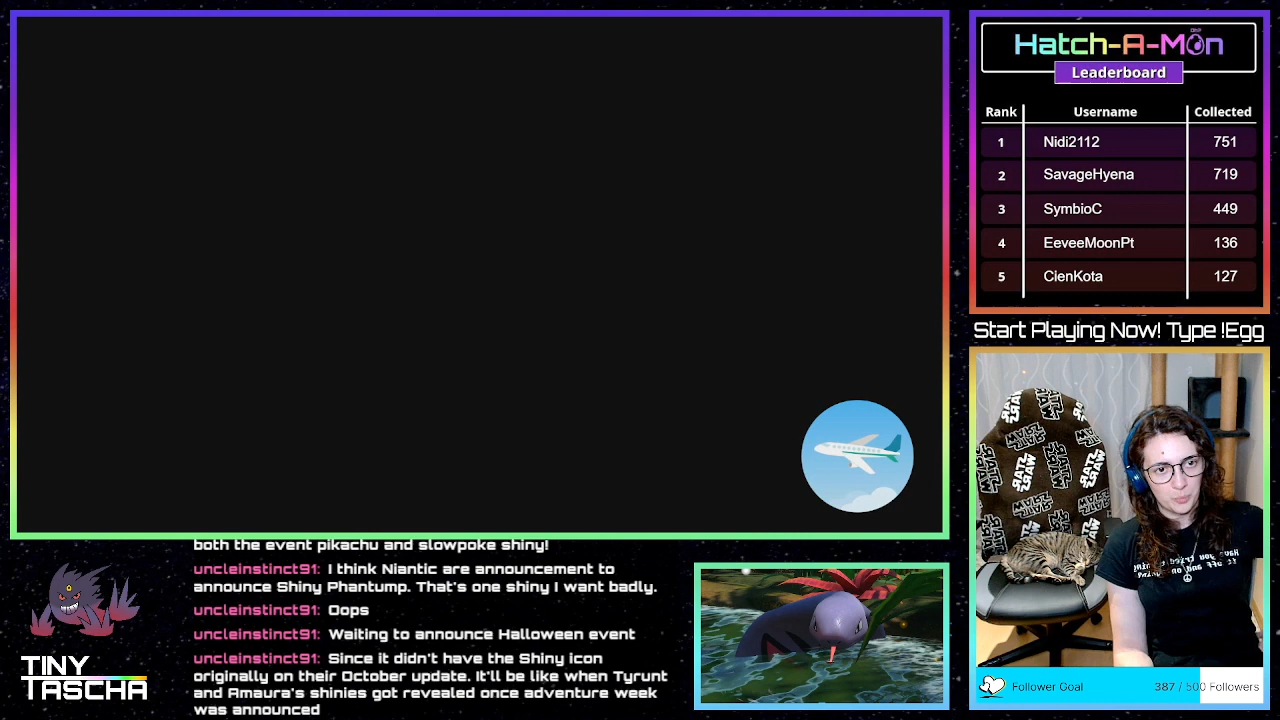 Hatch-A-Mon
Leaderboard
Rank Username Collected
1 Nidi2112 751
2 SavageHyena 719
3 SymbioC 449
4 EeveeMoonPt 136
5 CienKota 127
Start Playing Now! Type !Egg
both the event pikachu and slowpoke shiny!
uncleinstinct91: I think Niantic are announcement to
announce Shiny Phantump. That's one shiny I want badly.
uncleinstinct91: Oops
uncleinstinct91: Waiting to announce Halloween event
uncleinstinct91: Since it didn't have the Shiny icon
originally on their October update. It'll be like when Tyrunt
and Amaura's shinies got revealed once adventure week
was announced
TINY
TASCHA
STAR
WARS
Follower Goal 387 / 500 Followers